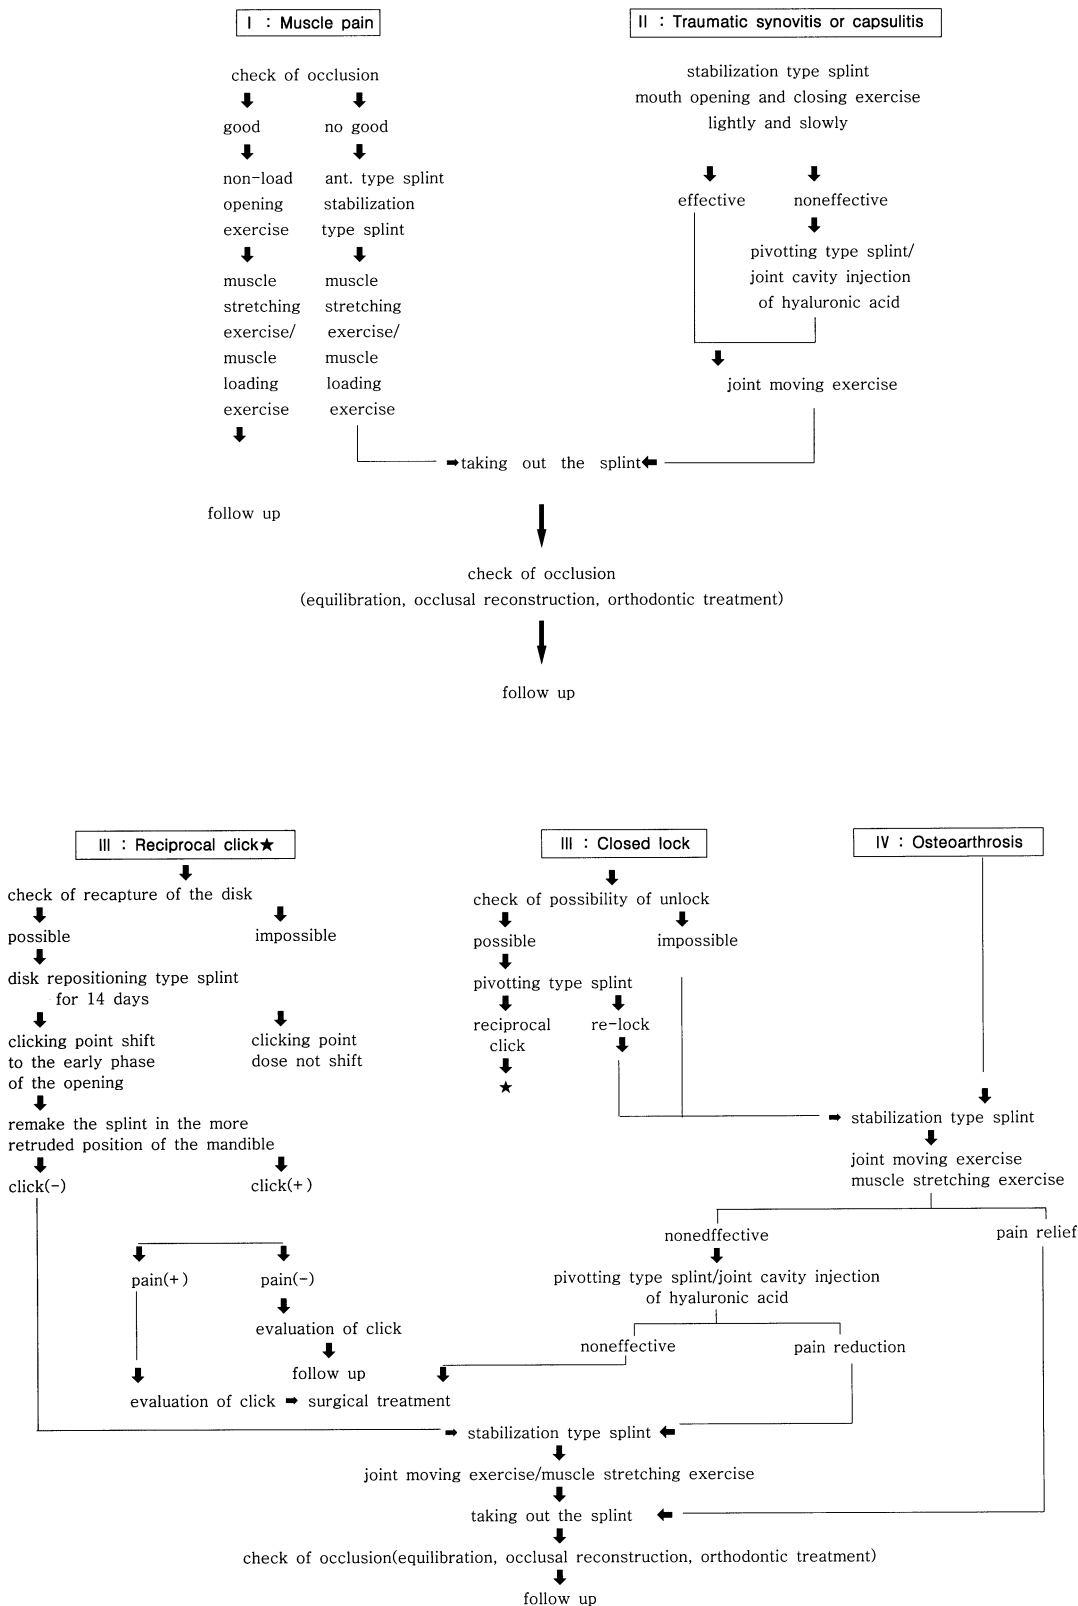 I : Muscle pain
check of occlusion
good no good
non-load ant. type splint
opening stabilization
exercise type splint
muscle muscle
stretching stretching
exercise/ exercise/
muscle muscle
loading loading
exercise exercise
follow up
II : Traumatic synovitis or capsulitis
stabilization type splint
mouth opening and closing exercise
lightly and slowly
effective noneffective
pivotting type splint/
joint cavity injection
of hyaluronic acid
joint moving exercise
taking out the splint
check of occlusion
(equilibration, occlusal reconstruction, orthodontic treatment)
follow up
III : Reciprocal click★
check of recapture of the disk
possible impossible
disk repositioning type splint
for 14 days
clicking point shift clicking point
to the early phase dose not shift
of the opening
remake the splint in the more
retruded position of the mandible
click(-) click(+)
pain(+) pain(-)
evaluation of click
follow up
evaluation of click ➡ surgical treatment
III : Closed lock
check of possibility of unlock
possible impossible
pivotting type splint
reciprocal re-lock
click
★
IV : Osteoarthrosis
stabilization type splint
joint moving exercise
muscle stretching exercise
nonedffective pain relief
pivotting type splint/joint cavity injection
of hyaluronic acid
noneffective pain reduction
stabilization type splint
joint moving exercise/muscle stretching exercise
taking out the splint
check of occlusion(equilibration, occlusal reconstruction, orthodontic treatment)
follow up